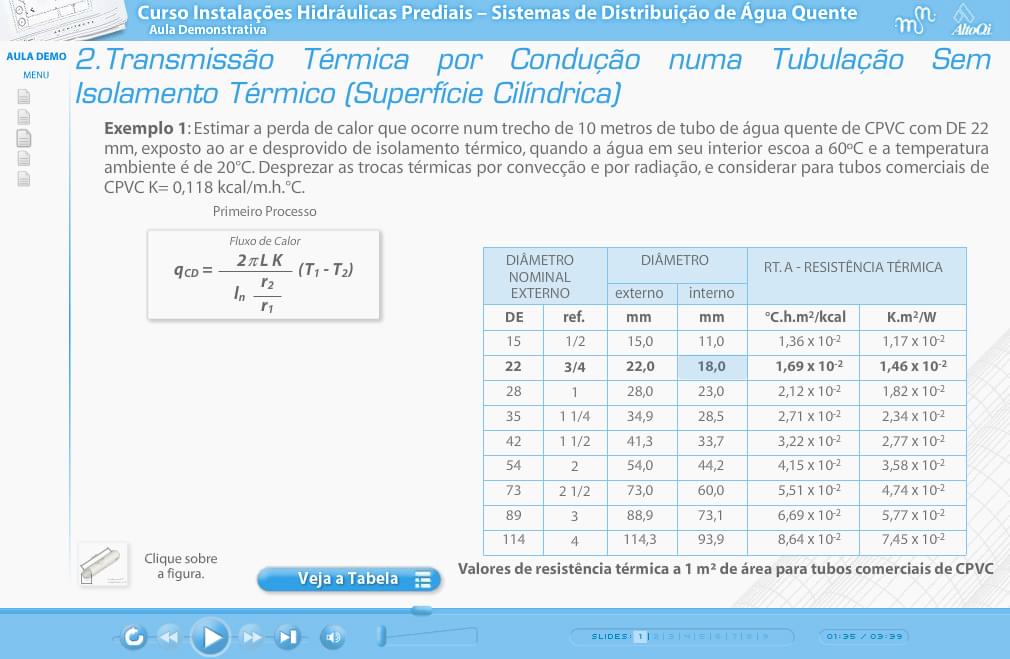 Curso Instalações Hidráulicas Prediais – Sistemas de Distribuição de Água Quente
Aula Demonstrativa
AltoQi
AULA DEMO
MENU
2. Transmissão Térmica por Condução numa Tubulação Sem
Isolamento Térmico (Superfície Cilíndrica)
Exemplo 1: Estimar a perda de calor que ocorre num trecho de 10 metros de tubo de água quente de CPVC com DE 22
mm, exposto ao ar e desprovido de isolamento térmico, quando a água em seu interior escoa a 60ºC e a temperatura
ambiente é de 20°C. Desprezar as trocas térmicas por convecção e por radiação, e considerar para tubos comerciais de
CPVC K= 0,118 kcal/m.h.°C.
Primeiro Processo
Fluxo de Calor
qCD = 2πLK / (ln r2/r1) (T1 - T2)
DIÂMETRO NOMINAL EXTERNO DIÂMETRO RT. A - RESISTÊNCIA TÉRMICA
externo interno
DE ref. mm mm °C.h.m²/kcal K.m²/W
15 1/2 15,0 11,0 1,36 x 10-2 1,17 x 10-2
22 3/4 22,0 18,0 1,69 x 10-2 1,46 x 10-2
28 1 28,0 23,0 2,12 x 10-2 1,82 x 10-2
35 1 1/4 34,9 28,5 2,71 x 10-2 2,34 x 10-2
42 1 1/2 41,3 33,7 3,22 x 10-2 2,77 x 10-2
54 2 54,0 44,2 4,15 x 10-2 3,58 x 10-2
73 2 1/2 73,0 60,0 5,51 x 10-2 4,74 x 10-2
89 3 88,9 73,1 6,69 x 10-2 5,77 x 10-2
114 4 114,3 93,9 8,64 x 10-2 7,45 x 10-2
Valores de resistência térmica a 1 m² de área para tubos comerciais de CPVC
Clique sobre
a figura.
Veja a Tabela
SLIDES: 1 | 2 | 3 | 4 | 5 | 6 | 7 | 8 | 9
01:35 / 03:39